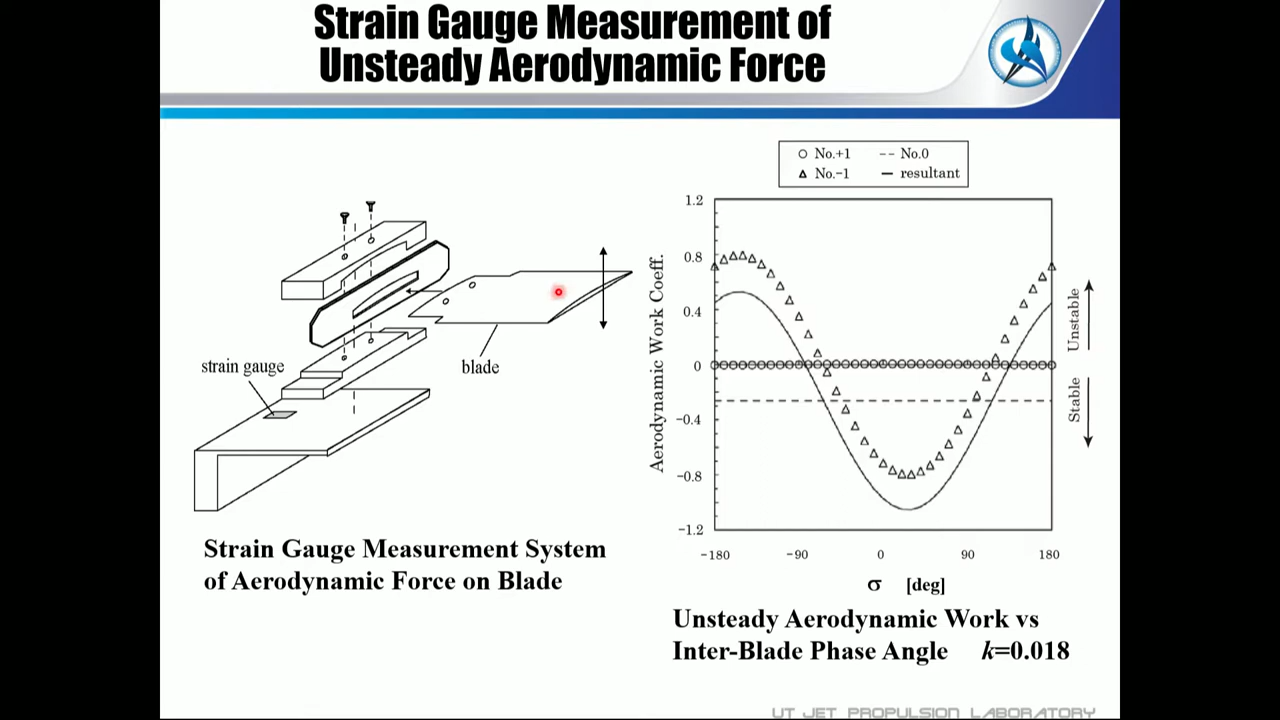 Strain Gauge Measurement of
Unsteady Aerodynamic Force
No.+1
No.0
No.−1
resultant
1.2
0.8
0.4
0
−0.4
−0.8
−1.2
Aerodynamic Work Coeff.
Unstable
Stable
−180
−90
0
90
180
σ [deg]
strain gauge
blade
Strain Gauge Measurement System
of Aerodynamic Force on Blade
Unsteady Aerodynamic Work vs
Inter-Blade Phase Angle k=0.018
UT JET PROPULSION LABORATORY